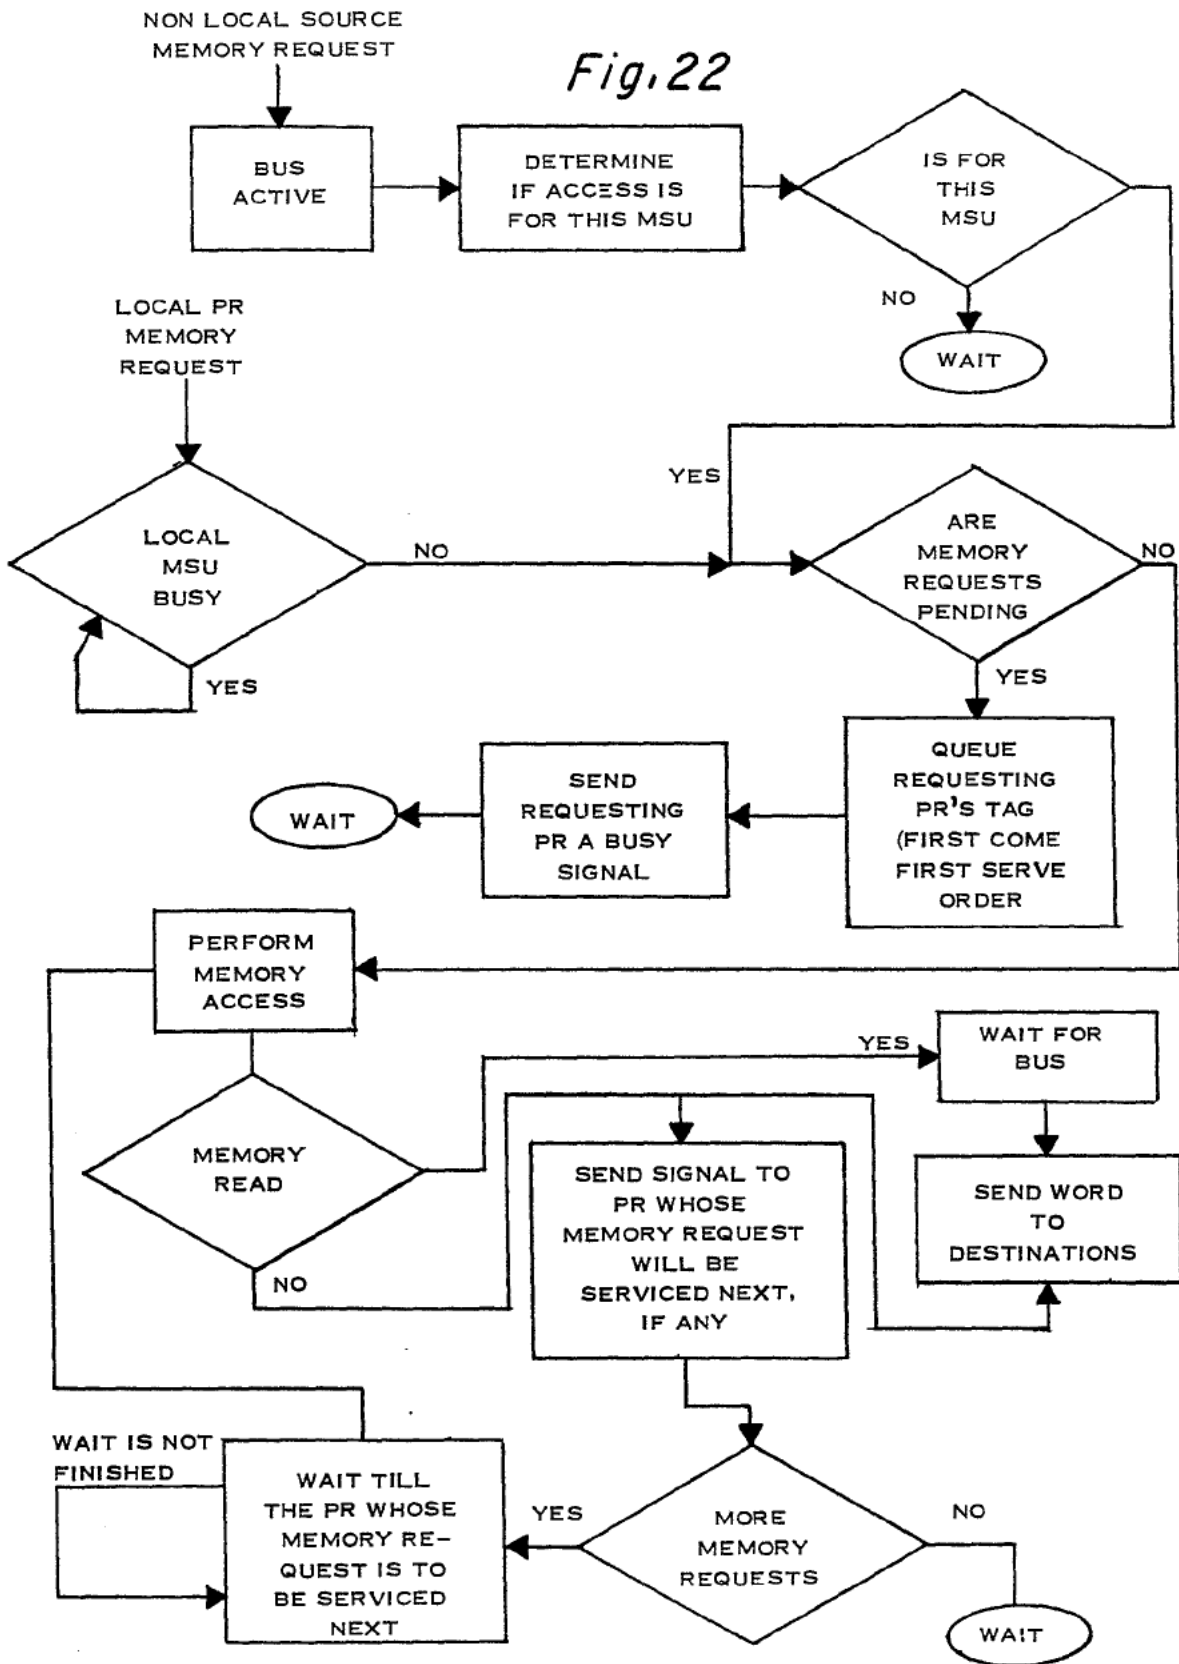 NON LOCAL SOURCE
MEMORY REQUEST
Fig. 22
BUS
ACTIVE
DETERMINE
IF ACCESS IS
FOR THIS MSU
IS FOR
THIS
MSU
NO
WAIT
LOCAL PR
MEMORY
REQUEST
YES
LOCAL
MSU
BUSY
NO
YES
ARE
MEMORY
REQUESTS
PENDING
NO
YES
QUEUE
REQUESTING
PR'S TAG
(FIRST COME
FIRST SERVE
ORDER
SEND
REQUESTING
PR A BUSY
SIGNAL
WAIT
PERFORM
MEMORY
ACCESS
MEMORY
READ
YES
NO
WAIT FOR
BUS
SEND WORD
TO
DESTINATIONS
SEND SIGNAL TO
PR WHOSE
MEMORY REQUEST
WILL BE
SERVICED NEXT,
IF ANY
WAIT IS NOT
FINISHED
WAIT TILL
THE PR WHOSE
MEMORY RE-
QUEST IS TO
BE SERVICED
NEXT
YES
MORE
MEMORY
REQUESTS
NO
WAIT